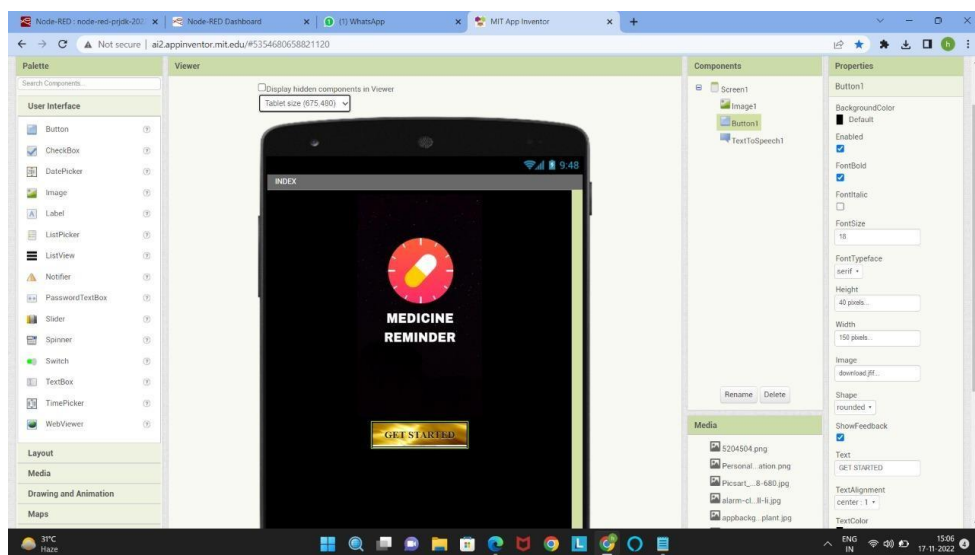 Node-RED : node-red-prjdk-202
Node-RED Dashboard
(1) WhatsApp
MIT App Inventor
Not secure | ai2.appinventor.mit.edu/#5354680658821120
Palette
Search Components...
User Interface
Button
CheckBox
DatePicker
Image
Label
ListPicker
ListView
Notifier
PasswordTextBox
Slider
Spinner
Switch
TextBox
TimePicker
WebViewer
Layout
Media
Drawing and Animation
Maps
Viewer
Display hidden components in Viewer
Tablet size (675,480)
9:48
INDEX
MEDICINE
REMINDER
GET STARTED
Components
Screen1
Image1
Button1
TextToSpeech1
Rename Delete
Media
5204504.png
Personal...ation.png
Picsart_...8-680.jpg
alarm-cl...ll-li.jpg
appbackg...plant.jpg
Properties
Button1
BackgroundColor
Default
Enabled
FontBold
FontItalic
FontSize
18
FontTypeface
serif
Height
40 pixels...
Width
150 pixels...
Image
download.jfif...
Shape
rounded
ShowFeedback
Text
GET STARTED
TextAlignment
center : 1
TextColor
31°C
Haze
ENG
IN
15:06
17-11-2022